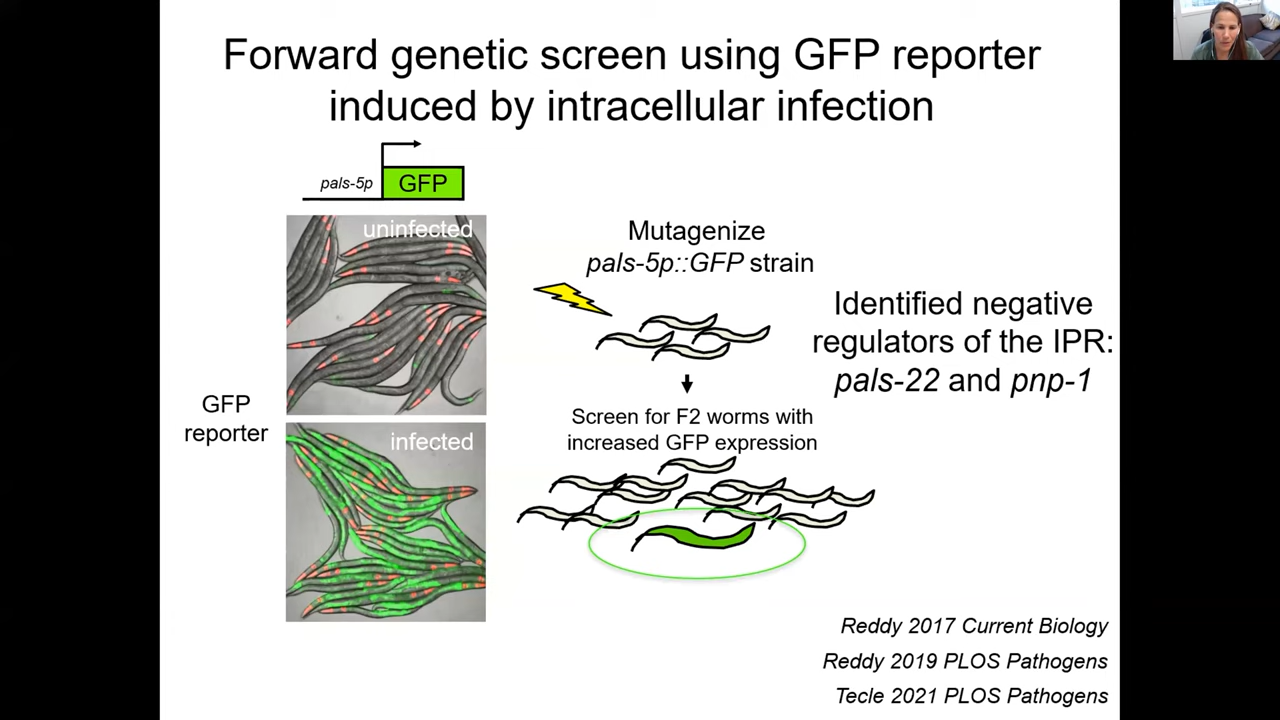 Forward genetic screen using GFP reporter
induced by intracellular infection
pals-5p
GFP
uninfected
infected
GFP
reporter
Mutagenize
pals-5p::GFP strain
Screen for F2 worms with
increased GFP expression
Identified negative
regulators of the IPR:
pals-22 and pnp-1
Reddy 2017 Current Biology
Reddy 2019 PLOS Pathogens
Tecle 2021 PLOS Pathogens